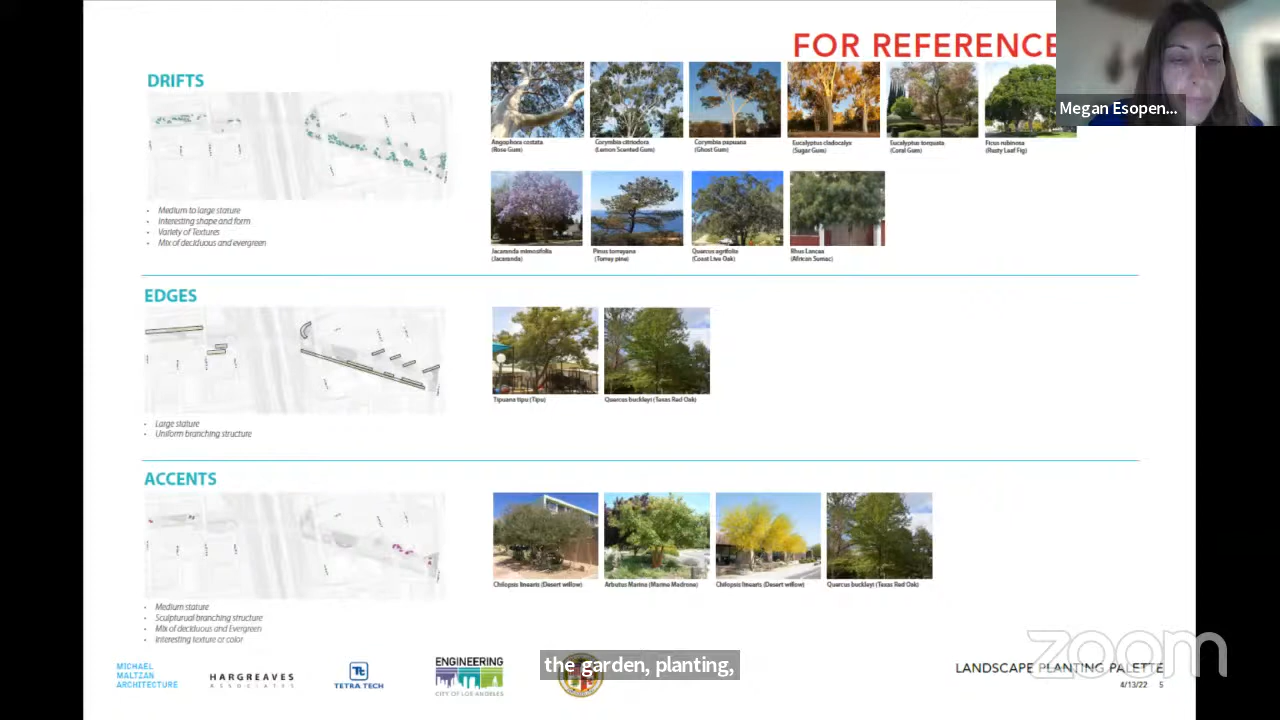 FOR REFERENCE
Megan Esopen...
DRIFTS
Angophora costata
(Rose Gum)
Corymbia citriodora
(Lemon Scented Gum)
Corymbia papuana
(Ghost Gum)
Eucalyptus cladocalyx
(Sugar Gum)
Eucalyptus torquata
(Coral Gum)
Ficus rubinosa
(Rusty Leaf Fig)
Jacaranda mimosifolia
(Jacaranda)
Pinus torreyana
(Torrey pine)
Quercus agrifolia
(Coast Live Oak)
Rhus Lancea
(African Sumac)
• Medium to large stature
• Interesting shape and form
• Variety of Textures
• Mix of deciduous and evergreen
EDGES
Tipuana tipu (Tipu)
Quercus buckleyi (Texas Red Oak)
• Large stature
• Uniform branching structure
ACCENTS
Chilopsis linearis (Desert willow)
Arbutus Marina (Marine Madrone)
Chilopsis linearis (Desert willow)
Quercus buckleyi (Texas Red Oak)
• Medium stature
• Sculptural branching structure
• Mix of deciduous and Evergreen
• Interesting texture or color
MICHAEL
MALTZAN
ARCHITECTURE
HARGREAVES
ASSOCIATES
TETRA TECH
ENGINEERING
CITY OF LOS ANGELES
the garden, planting,
LANDSCAPE PLANTING PALETTE
4/13/22 5
zoom